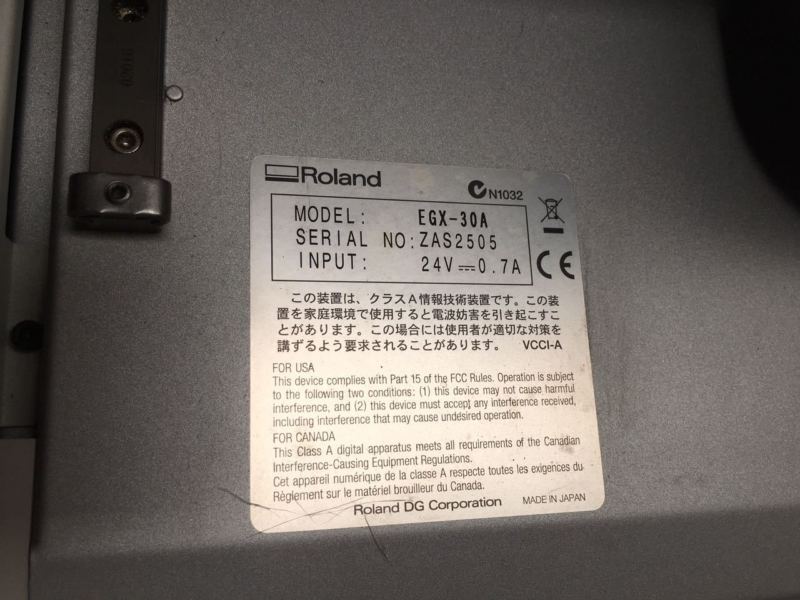 Roland
N1032
MODEL: EGX-30A
SERIAL NO: ZAS2505
INPUT: 24V⎓0.7A
CE
この装置は、クラスA情報技術装置です。この装
置を家庭環境で使用すると電波妨害を引き起こすこ
とがあります。この場合には使用者が適切な対策を
講ずるよう要求されることがあります。 VCCI-A
FOR USA
This device complies with Part 15 of the FCC Rules. Operation is subject
to the following two conditions: (1) this device may not cause harmful
interference, and (2) this device must accept any interference received,
including interference that may cause undesired operation.
FOR CANADA
This Class A digital apparatus meets all requirements of the Canadian
Interference-Causing Equipment Regulations.
Cet appareil numérique de la classe A respecte toutes les exigences du
Règlement sur le matériel brouilleur du Canada.
Roland DG Corporation MADE IN JAPAN